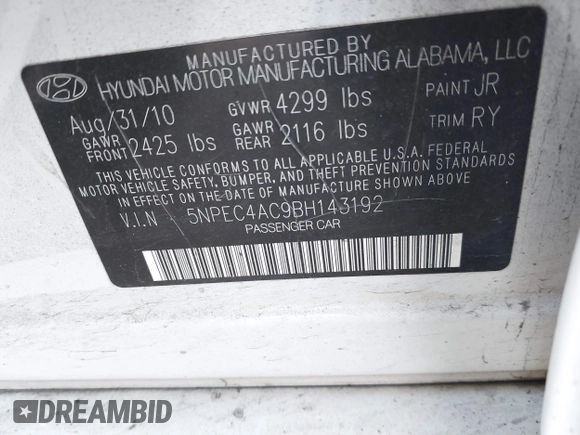 MANUFACTURED BY
HYUNDAI MOTOR MANUFACTURING ALABAMA, LLC
Aug/31/10 GVWR 4299 lbs PAINT JR
GAWR FRONT 2425 lbs GAWR REAR 2116 lbs TRIM RY
THIS VEHICLE CONFORMS TO ALL APPLICABLE U.S.A. FEDERAL
MOTOR VEHICLE SAFETY, BUMPER, AND THEFT PREVENTION STANDARDS
IN EFFECT ON THE DATE OF MANUFACTURE SHOWN ABOVE.
V.I.N 5NPEC4AC9BH143192
PASSENGER CAR
DREAMBID